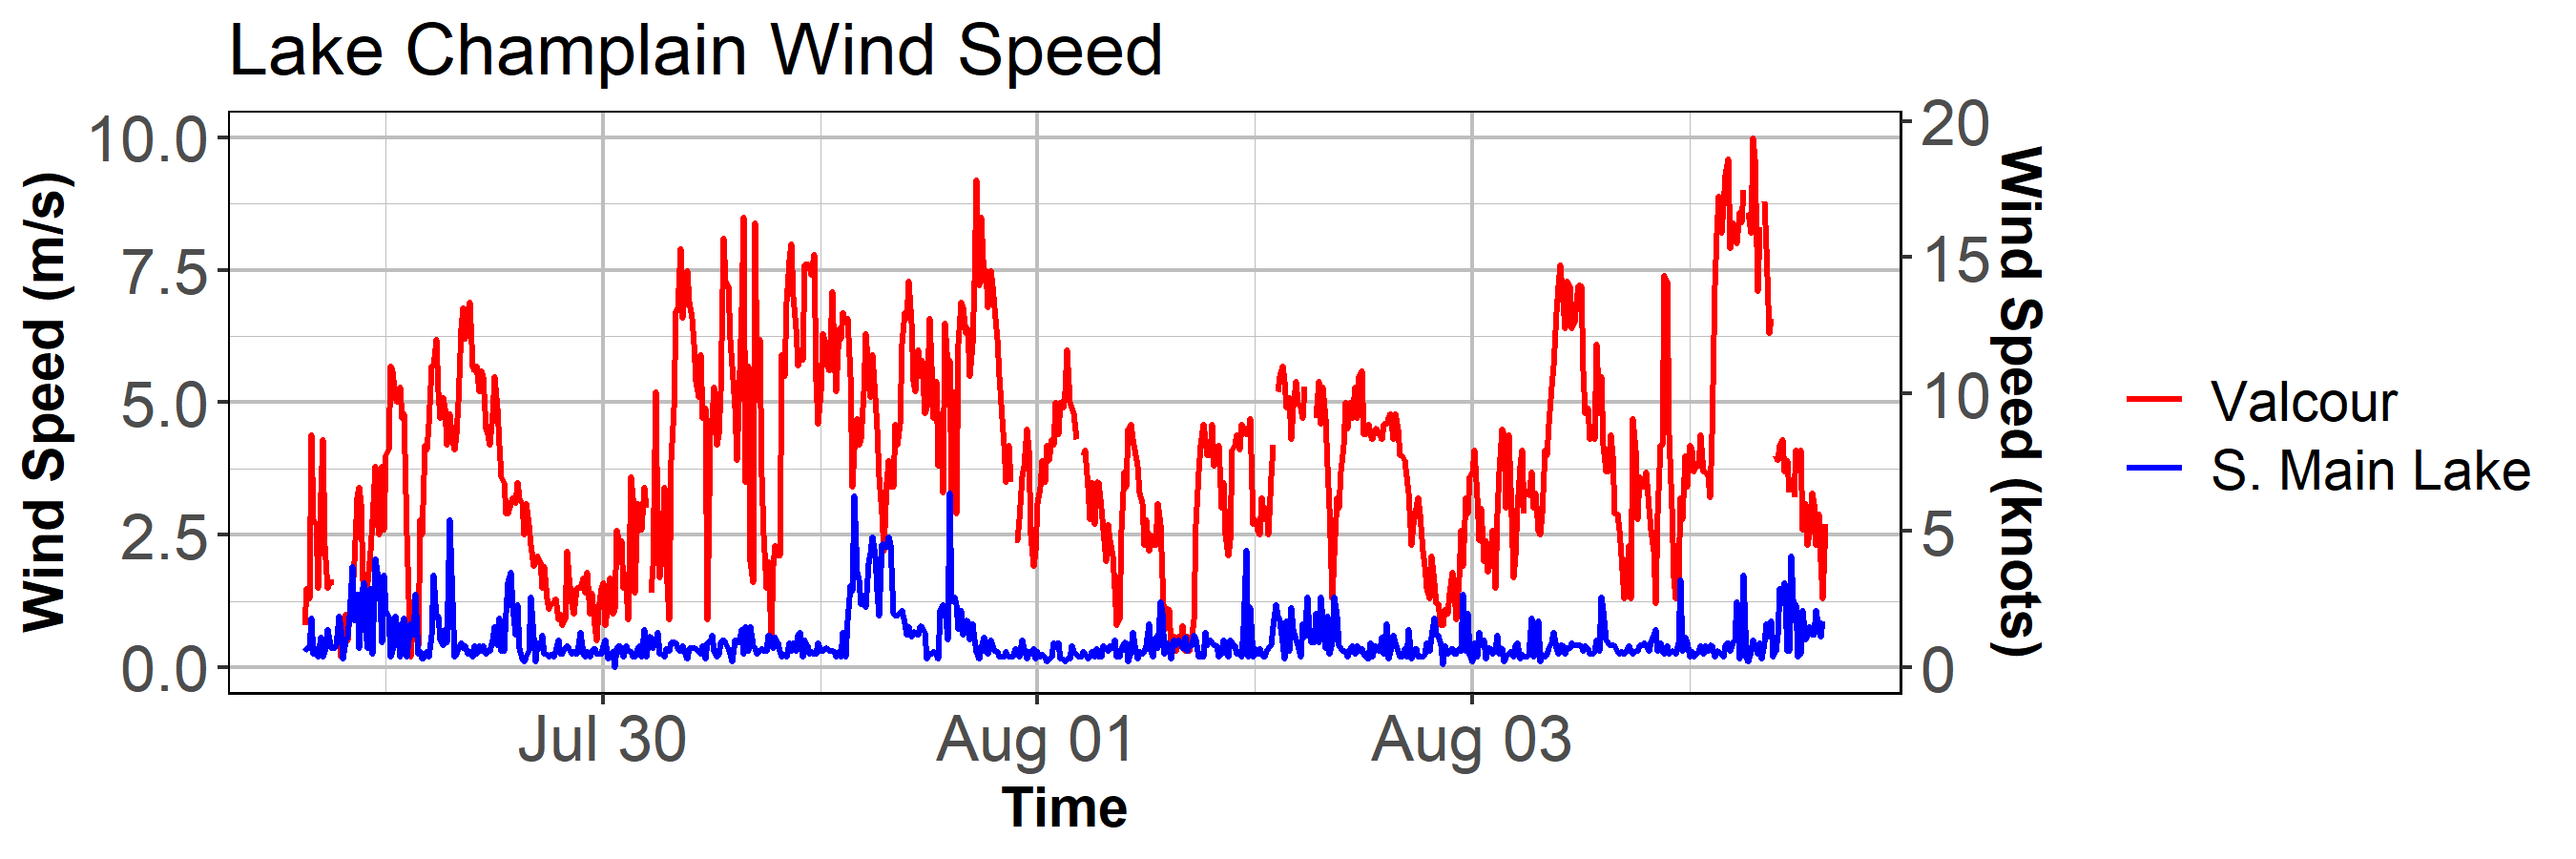 Lake Champlain Wind Speed
Wind Speed (m/s)
10.0
7.5
5.0
2.5
0.0
20
15
10
5
0
Wind Speed (knots)
Jul 30
Aug 01
Aug 03
Time
Valcour
S. Main Lake